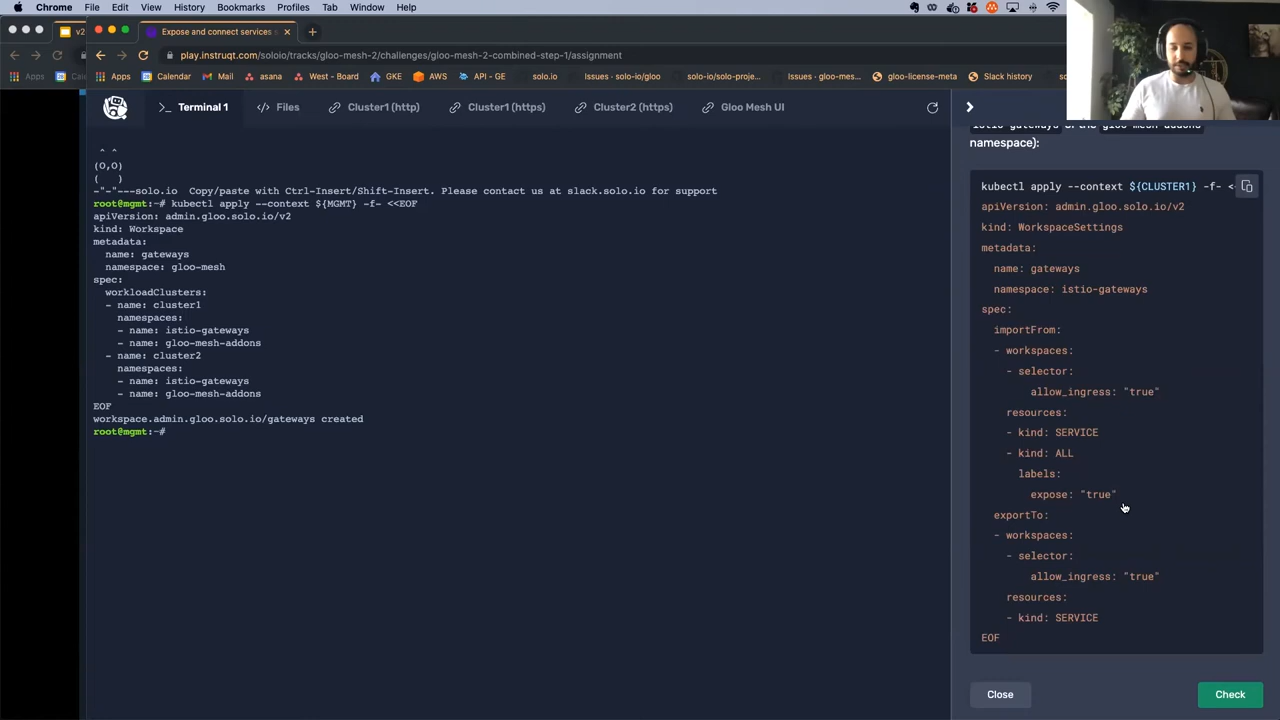 Chrome File Edit View History Bookmarks Profiles Tab Window Help
v2
Expose and connect services
play.instruqt.com/soloio/tracks/gloo-mesh-2/challenges/gloo-mesh-2-combined-step-1/assignment
Apps
Apps Calendar Mail asana West - Board GKE AWS API - GE solo.io Issues · solo-io/gloo solo-io/solo-proje... Issues · gloo-mes... gloo-license-meta Slack history
>_ Terminal 1 Files Cluster1 (http) Cluster1 (https) Cluster2 (https) Gloo Mesh UI
^ ^
(O,O)
( )
-"-"---solo.io Copy/paste with Ctrl-Insert/Shift-Insert. Please contact us at slack.solo.io for support
root@mgmt:~# kubectl apply --context ${MGMT} -f- <<EOF
apiVersion: admin.gloo.solo.io/v2
kind: Workspace
metadata:
name: gateways
namespace: gloo-mesh
spec:
workloadClusters:
- name: cluster1
namespaces:
- name: istio-gateways
- name: gloo-mesh-addons
- name: cluster2
namespaces:
- name: istio-gateways
- name: gloo-mesh-addons
EOF
workspace.admin.gloo.solo.io/gateways created
root@mgmt:~#
istio-gateways gloo-mesh-addons
namespace):
kubectl apply --context ${CLUSTER1} -f- <
apiVersion: admin.gloo.solo.io/v2
kind: WorkspaceSettings
metadata:
name: gateways
namespace: istio-gateways
spec:
importFrom:
- workspaces:
- selector:
allow_ingress: "true"
resources:
- kind: SERVICE
- kind: ALL
labels:
expose: "true"
exportTo:
- workspaces:
- selector:
allow_ingress: "true"
resources:
- kind: SERVICE
EOF
Close
Check